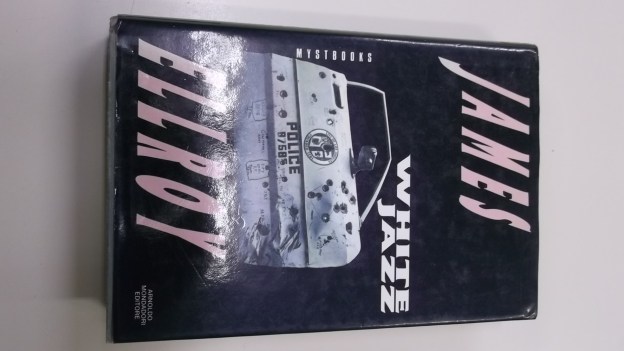 MYSTBOOKS
JAMES
ELLROY
WHITE
JAZZ
POLICE
ARNOLDO
MONDADORI
EDITORE